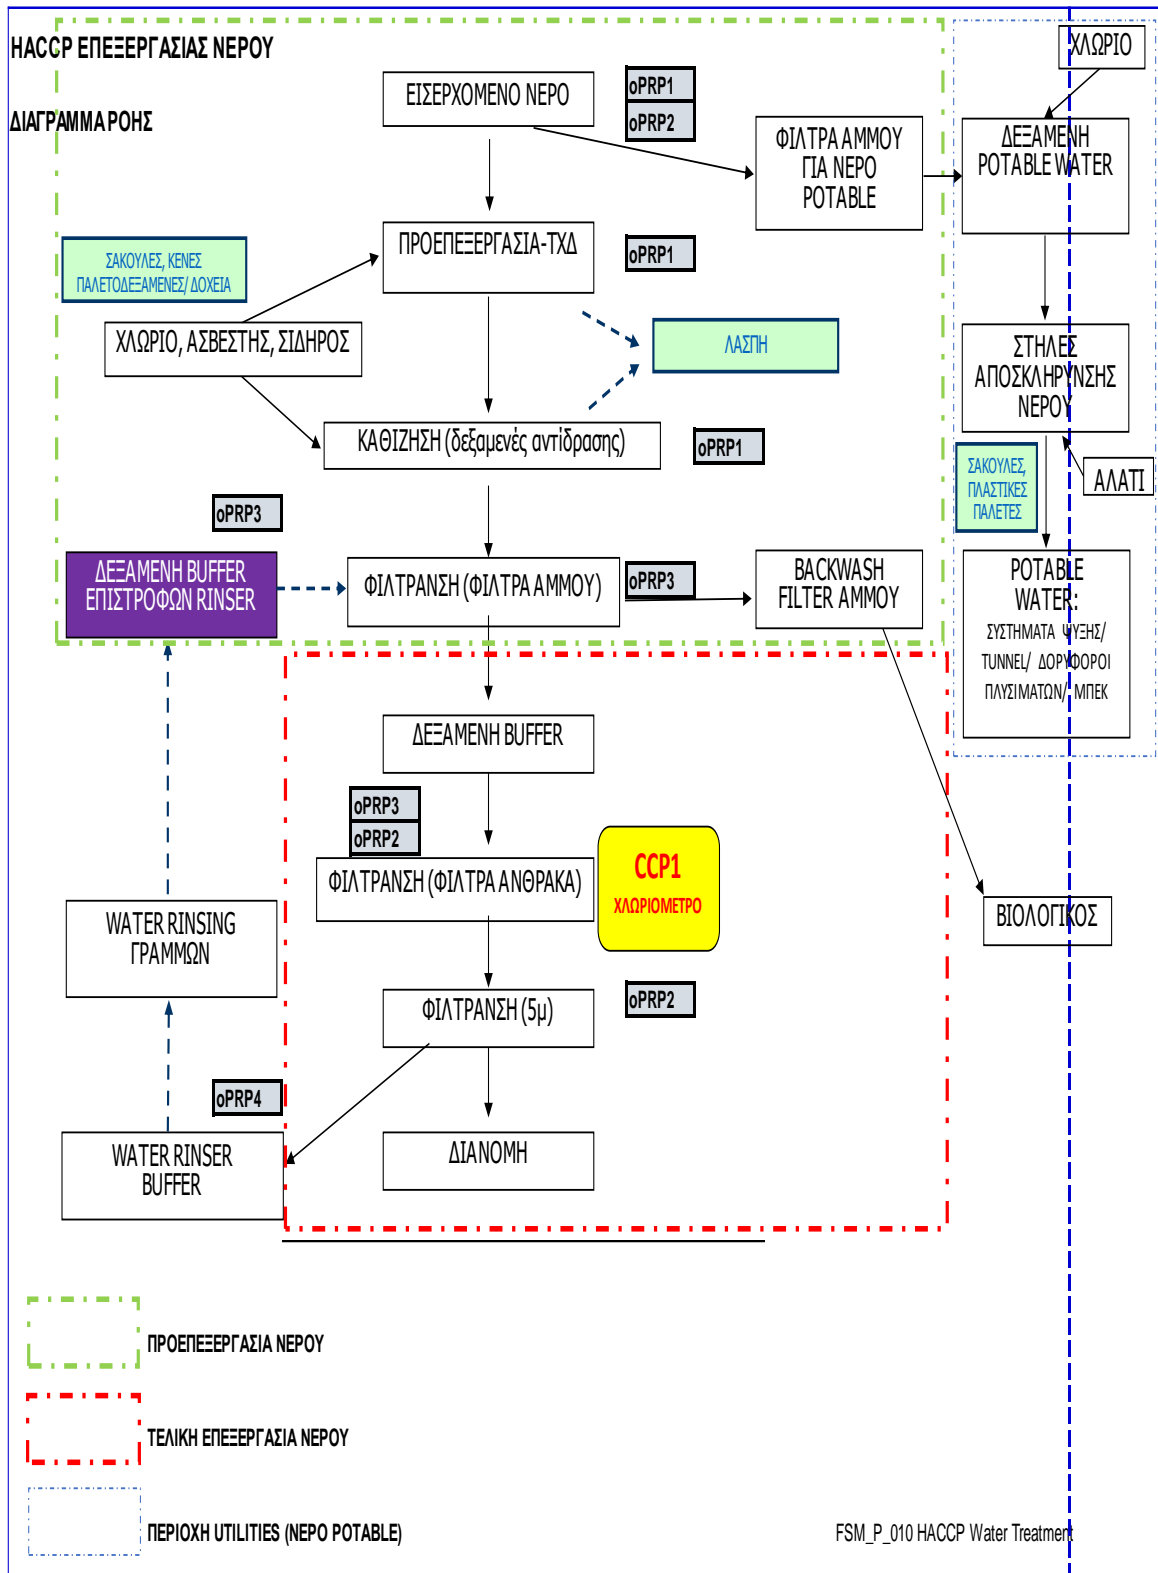 HACCP ΕΠΕΞΕΡΓΑΣΙΑΣ ΝΕΡΟΥ
ΔΙΑΓΡΑΜΜΑ ΡΟΗΣ
ΕΙΣΕΡΧΟΜΕΝΟ ΝΕΡΟ
oPRP1
oPRP2
ΦΙΛΤΡΑ ΑΜΜΟΥ
ΓΙΑ ΝΕΡΟ
POTABLE
ΧΛΩΡΙΟ
ΔΕΞΑΜΕΝΗ
POTABLE WATER
ΠΡΟΕΠΕΞΕΡΓΑΣΙΑ-ΤΧΔ
oPRP1
ΣΑΚΟΥΛΕΣ, ΚΕΝΕΣ
ΠΑΛΕΤΟΔΕΞΑΜΕΝΕΣ/ ΔΟΧΕΙΑ
ΧΛΩΡΙΟ, ΑΣΒΕΣΤΗΣ, ΣΙΔΗΡΟΣ
ΛΑΣΠΗ
ΣΤΗΛΕΣ
ΑΠΟΣΚΛΗΡΥΝΣΗΣ
ΝΕΡΟΥ
ΚΑΘΙΖΗΣΗ (δεξαμενές αντίδρασης)
oPRP1
ΣΑΚΟΥΛΕΣ,
ΠΛΑΣΤΙΚΕΣ
ΠΑΛΕΤΕΣ
ΑΛΑΤΙ
oPRP3
ΔΕΞΑΜΕΝΗ BUFFER
ΕΠΙΣΤΡΟΦΩΝ RINSER
ΦΙΛΤΡΑΝΣΗ (ΦΙΛΤΡΑ ΑΜΜΟΥ)
oPRP3
BACKWASH
FILTER ΑΜΜΟΥ
POTABLE
WATER:
ΣΥΣΤΗΜΑΤΑ ΨΥΞΗΣ/
TUNNEL/ ΔΟΡΥΦΟΡΟΙ
ΠΛΥΣΙΜΑΤΩΝ/ ΜΠΕΚ
ΔΕΞΑΜΕΝΗ BUFFER
oPRP3
oPRP2
ΦΙΛΤΡΑΝΣΗ (ΦΙΛΤΡΑ ΑΝΘΡΑΚΑ)
CCP1
ΧΛΩΡΙΟΜΕΤΡΟ
WATER RINSING
ΓΡΑΜΜΩΝ
ΒΙΟΛΟΓΙΚΟΣ
ΦΙΛΤΡΑΝΣΗ (5μ)
oPRP2
oPRP4
WATER RINSER
BUFFER
ΔΙΑΝΟΜΗ
ΠΡΟΕΠΕΞΕΡΓΑΣΙΑ ΝΕΡΟΥ
ΤΕΛΙΚΗ ΕΠΕΞΕΡΓΑΣΙΑ ΝΕΡΟΥ
ΠΕΡΙΟΧΗ UTILITIES (ΝΕΡΟ POTABLE)
FSM_P_010 HACCP Water Treatment